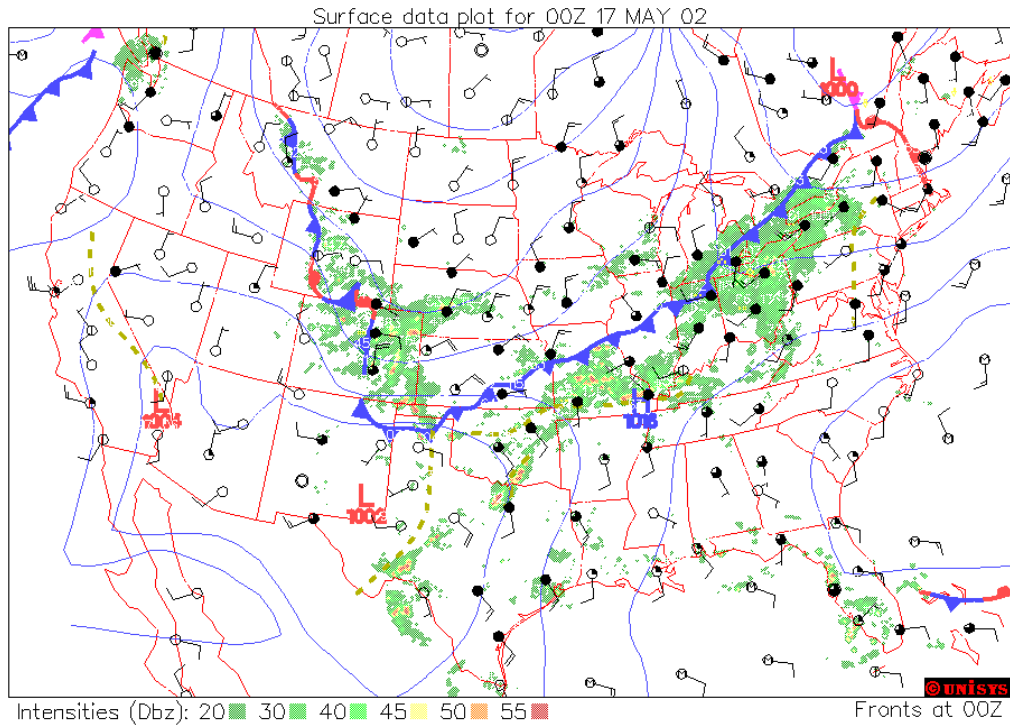 Surface data plot for 00Z 17 MAY 02
L
1000
L
1004
H
1016
L
1002
©UNISYS
Intensities (Dbz): 20 30 40 45 50 55
Fronts at 00Z